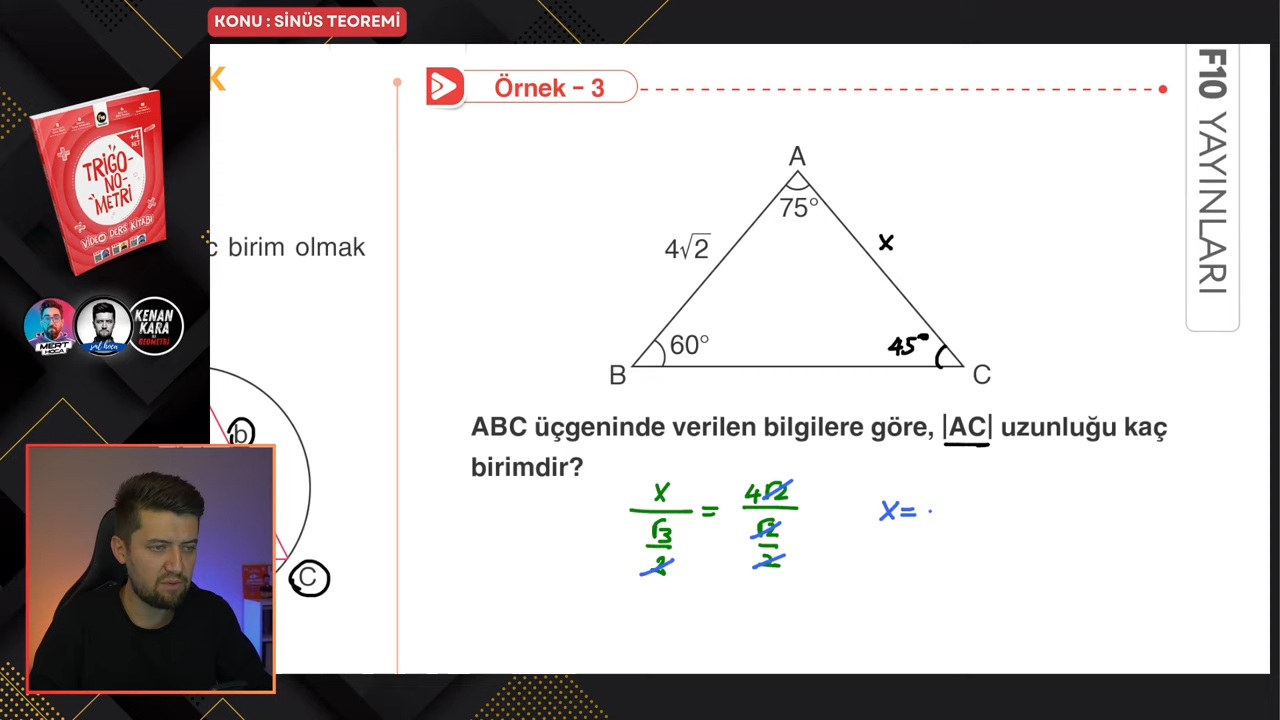 KONU : SİNÜS TEOREMİ
K
Örnek - 3
F10 YAYINLARI
+4 NET
TRİGO-
NO-
METRİ
VİDEO DERS KİTABI
c birim olmak
MERT HOCA
KENAN
KARA
GEOMETRİ
b
C
A
75°
4√2
x
60°
45°
B
C
ABC üçgeninde verilen bilgilere göre, |AC| uzunluğu kaç
birimdir?
x/(√3/2) = 4√2/(√2/2)
x= ·